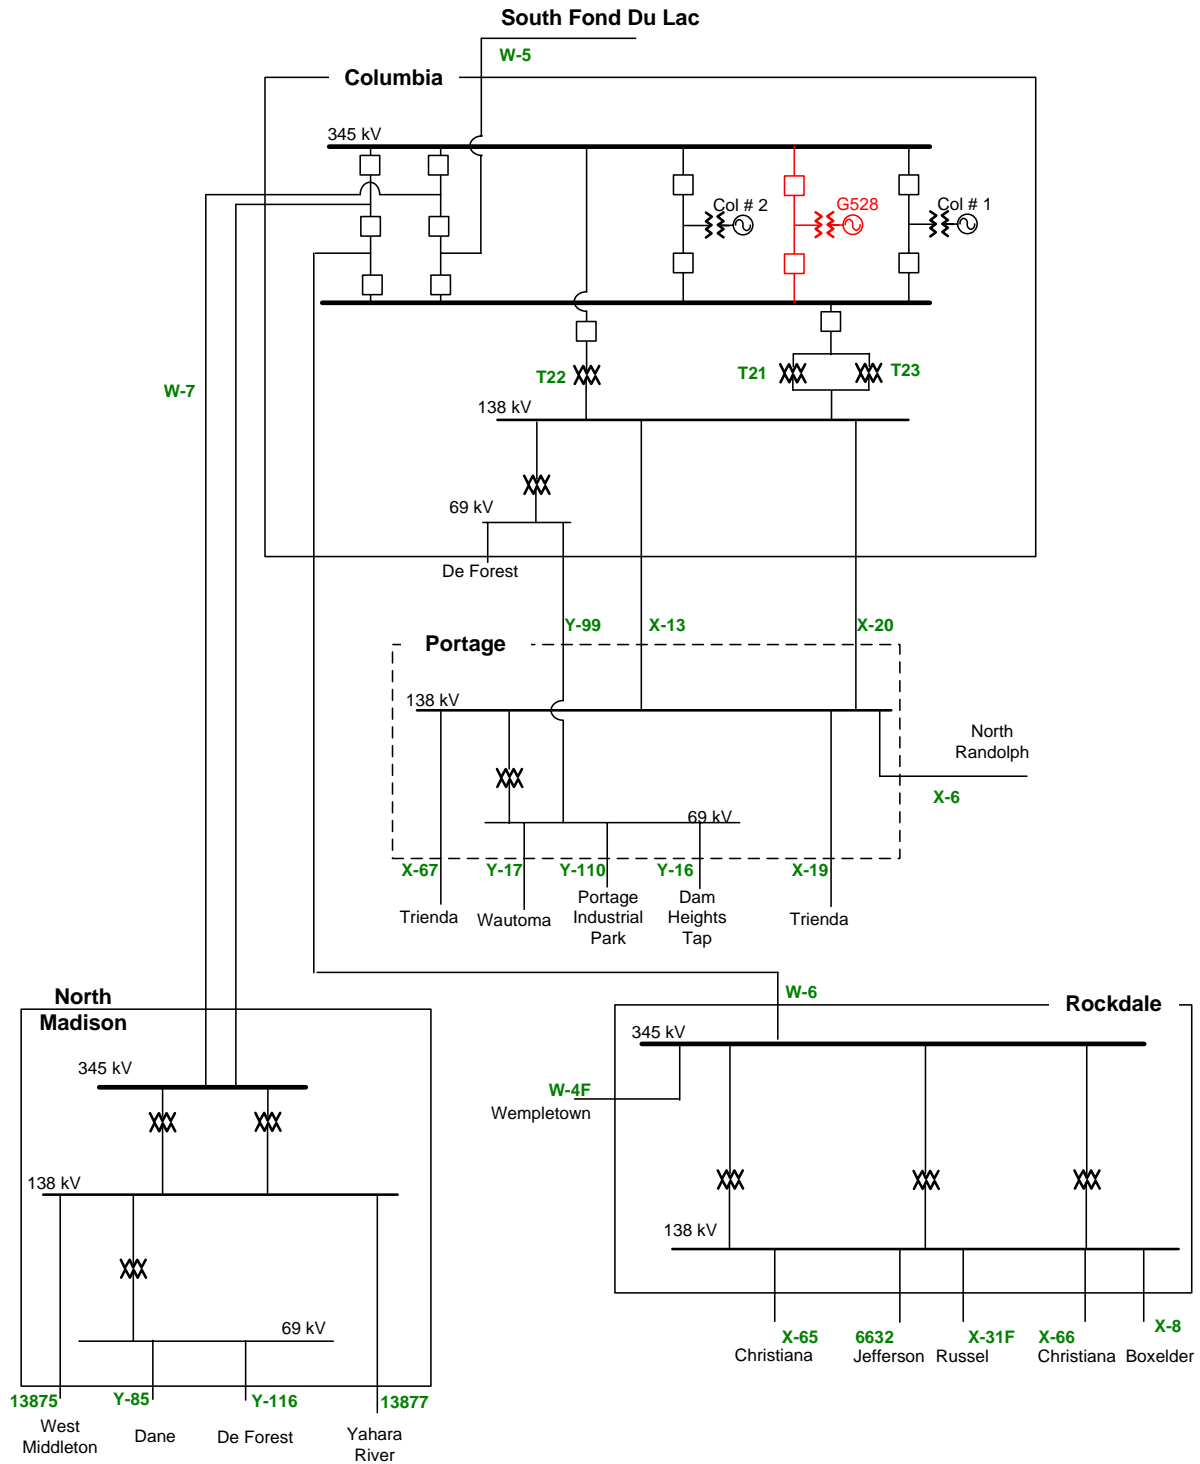 South Fond Du Lac
W-5
Columbia
345 kV
Col # 2
G528
Col # 1
W-7
T22
T21
T23
138 kV
69 kV
De Forest
Y-99
X-13
X-20
Portage
138 kV
North
Randolph
X-6
69 kV
X-67
Y-17
Y-110
Y-16
X-19
Trienda
Wautoma
Portage
Industrial
Park
Dam
Heights
Tap
Trienda
W-6
North
Madison
Rockdale
345 kV
345 kV
W-4F
Wempletown
138 kV
138 kV
69 kV
X-65
Christiana
6632
Jefferson
X-31F
Russel
X-66
Christiana
X-8
Boxelder
13875
West
Middleton
Y-85
Dane
Y-116
De Forest
13877
Yahara
River